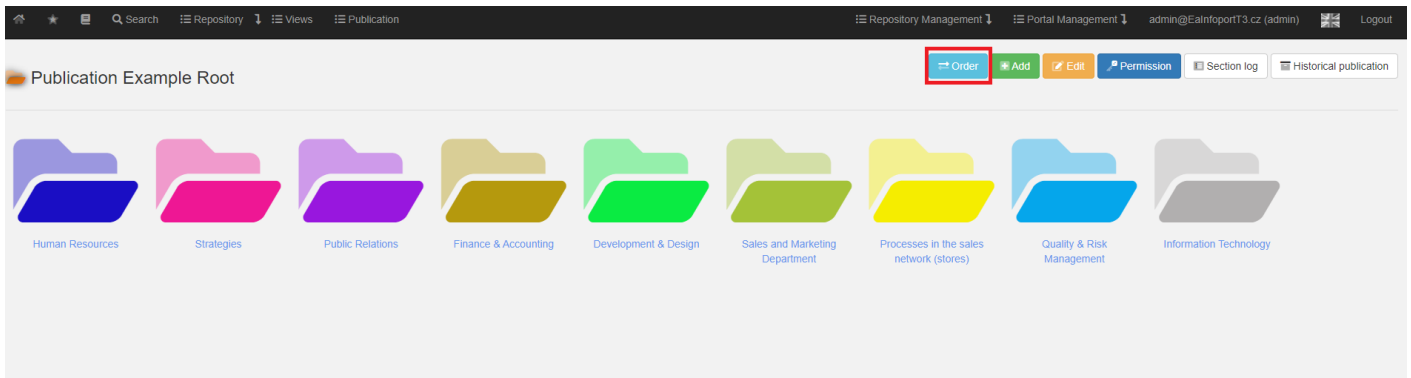 Search Repository Views Publication Repository Management Portal Management admin@EaInfoportT3.cz (admin) Logout
Publication Example Root
Order Add Edit Permission Section log Historical publication
Human Resources
Strategies
Public Relations
Finance & Accounting
Development & Design
Sales and Marketing
Department
Processes in the sales
network (stores)
Quality & Risk
Management
Information Technology